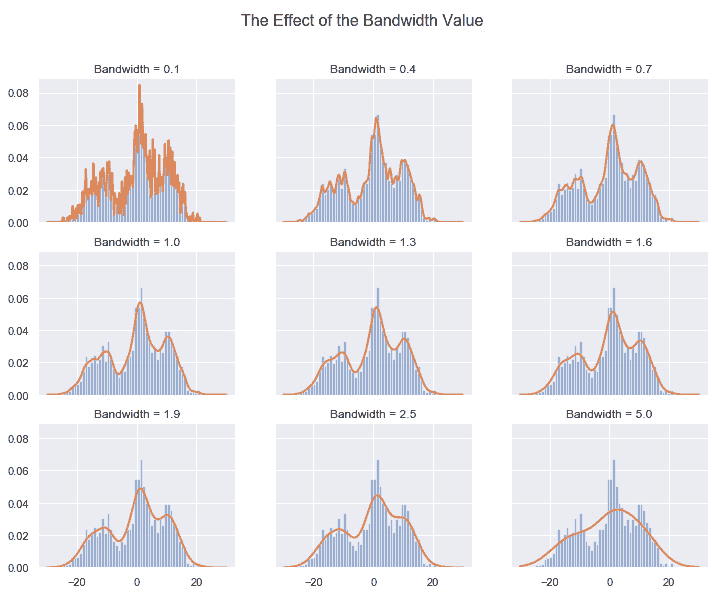 The Effect of the Bandwidth Value
Bandwidth = 0.1
Bandwidth = 0.4
Bandwidth = 0.7
0.08
0.06
0.04
0.02
0.00
Bandwidth = 1.0
Bandwidth = 1.3
Bandwidth = 1.6
0.08
0.06
0.04
0.02
0.00
Bandwidth = 1.9
Bandwidth = 2.5
Bandwidth = 5.0
0.08
0.06
0.04
0.02
0.00
−20 0 20
−20 0 20
−20 0 20